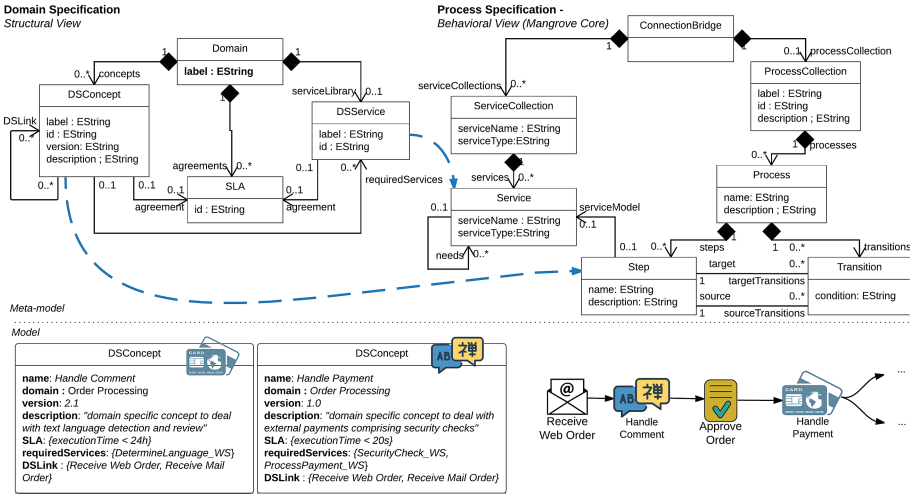 Domain Specification
Structural View
Process Specification -
Behavioral View (Mangrove Core)
Domain
label : EString
1
1
1
0..*
concepts
DSConcept
label : EString
id : EString
version: EString
description ; EString
DSLink
0..*
0..*
0..1
0..1
serviceLibrary
0..1
DSService
label : EString
id : EString
agreements
0..*
SLA
id : EString
0..1
agreement
0..1
agreement
0..1
0..*
requiredServices
ConnectionBridge
1
1
serviceCollections
0..*
ServiceCollection
serviceName : EString
serviceType:EString
1
services
0..*
Service
serviceName : EString
serviceType:EString
0..1
needs
0..*
serviceModel
0..1
0..1
0..1
processCollection
ProcessCollection
label : EString
id : EString
description ; EString
1
processes
0..*
Process
name: EString
description ; EString
1
1
0..*
steps
0..*
transitions
Step
name: EString
description: EString
target
0..*
1
targetTransitions
source
0..*
1
sourceTransitions
Transition
condition: EString
Meta-model
Model
DSConcept
CARD
name: Handle Comment
domain : Order Processing
version: 2.1
description: "domain specific concept to deal
with text language detection and review"
SLA: {executionTime < 24h}
requiredServices: {DetermineLanguage_WS}
DSLink : {Receive Web Order, Receive Mail
Order}
DSConcept
AB
禅
name: Handle Payment
domain : Order Processing
version: 1.0
description: "domain specific concept to deal with
external payments comprising security checks"
SLA: {executionTime < 20s}
requiredServices: {SecurityCheck_WS,
ProcessPayment_WS}
DSLink : {Receive Web Order, Receive Mail Order}
@
Receive
Web Order
AB
禅
Handle
Comment
Approve
Order
CARD
Handle
Payment
...
...